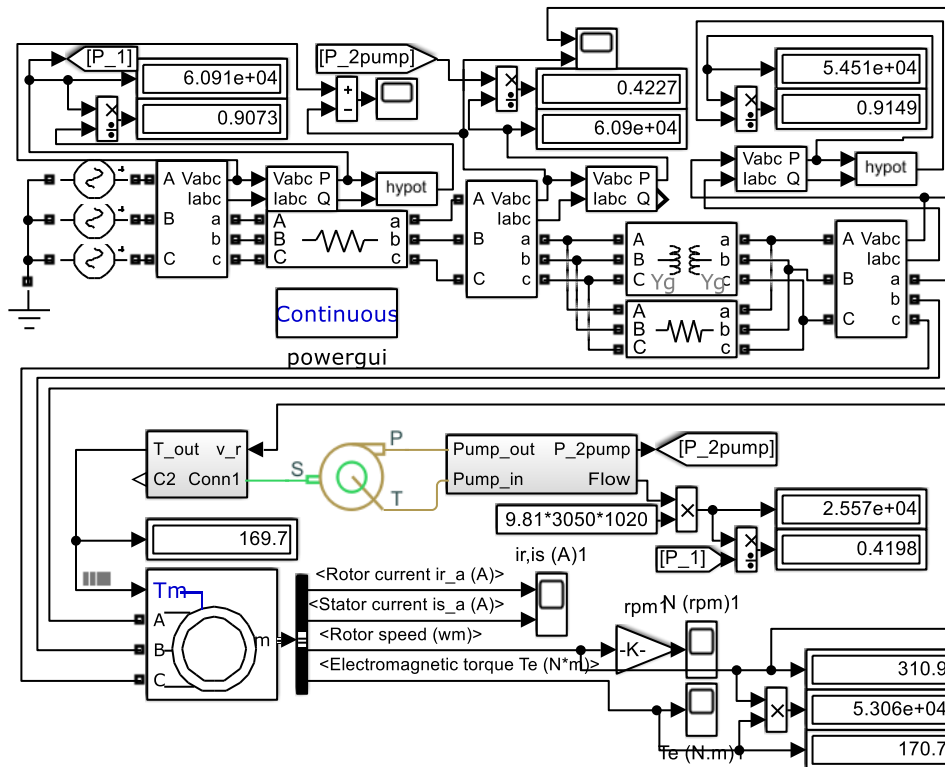 [P_1]
6.091e+04
0.9073
[P_2pump]
+
−
×
÷
0.4227
6.09e+04
5.451e+04
0.9149
×
÷
×
÷
A Vabc
Iabc
B a
b
C c
Vabc P
Iabc Q
hypot
A a
B b
C c
A Vabc
Iabc
B a
b
C c
Vabc P
Iabc Q
A a
B b
C c
Yg Yg
A a
B b
C c
Vabc P
Iabc Q
hypot
A Vabc
Iabc
B a
b
C c
Continuous
powergui
T_out v_r
C2 Conn1
S
P
T
Pump_out P_2pump
Pump_in Flow
[P_2pump]
9.81*3050*1020
×
[P_1]
×
÷
2.557e+04
0.4198
169.7
Tm
A
B
C
m
<Rotor current ir_a (A)>
<Stator current is_a (A)>
<Rotor speed (wm)>
<Electromagnetic torque Te (N*m)>
ir,is (A)1
rpm1
N (rpm)1
-K-
Te (N.m)1
×
310.9
5.306e+04
170.7